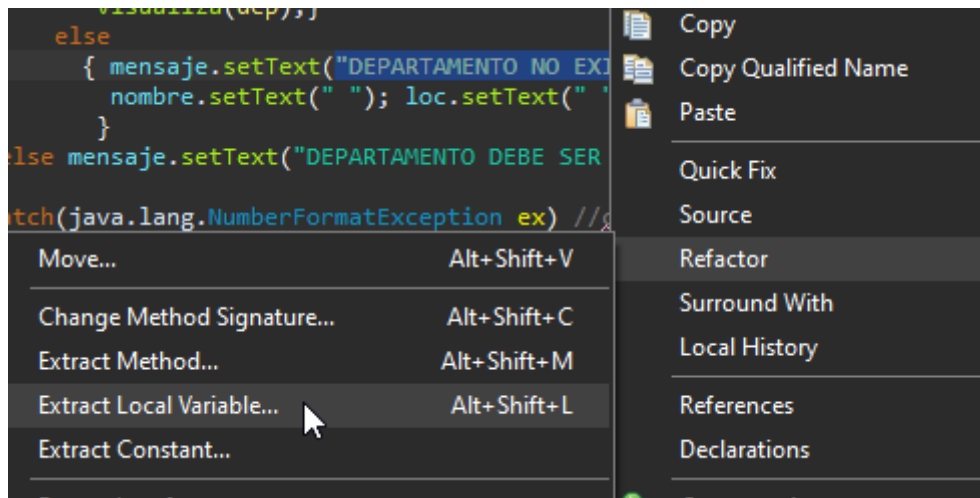 visualiza(dep);}
else
{ mensaje.setText("DEPARTAMENTO NO EXI
nombre.setText(" "); loc.setText(" "
}
else mensaje.setText("DEPARTAMENTO DEBE SER
atch(java.lang.NumberFormatException ex) //
Copy
Copy Qualified Name
Paste
Quick Fix
Source
Refactor
Surround With
Local History
References
Declarations
Move... Alt+Shift+V
Change Method Signature... Alt+Shift+C
Extract Method... Alt+Shift+M
Extract Local Variable... Alt+Shift+L
Extract Constant...